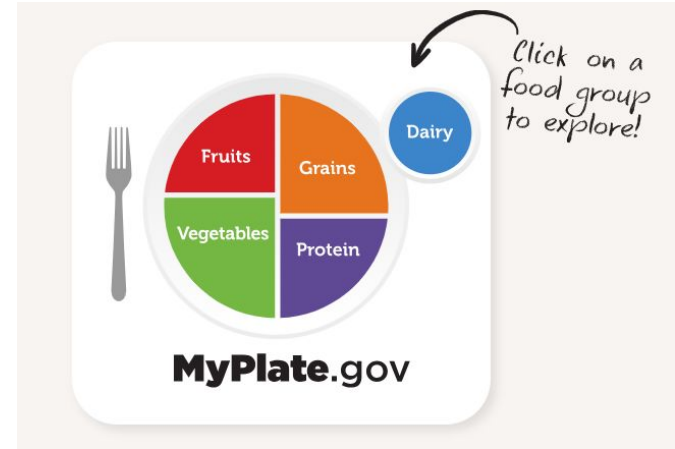 Click on a
food group
to explore!
Dairy
Fruits
Grains
Vegetables
Protein
MyPlate.gov